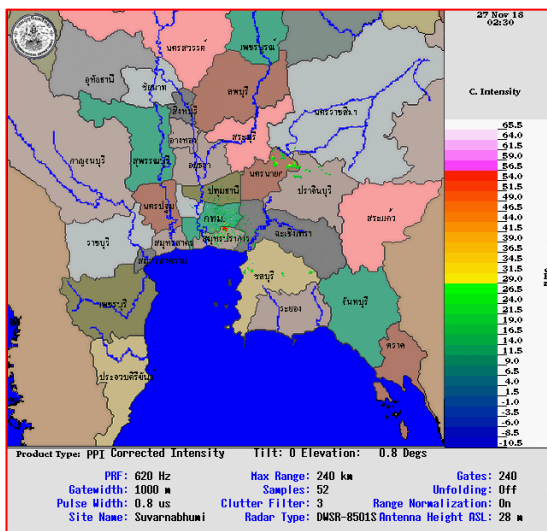 27 Nov 18
02:30
C. Intensity
นครสวรรค์
เพชรบูรณ์
อุทัยธานี
ชัยนาท
ลพบุรี
สิงห์บุรี
นครราชสีมา
อ่างทอง
สระบุรี
กาญจนบุรี
สุพรรณบุรี
อยุธยา
นครนายก
ปราจีนบุรี
ปทุมธานี
นครปฐม
กทม.
สระแก้ว
ราชบุรี
สมุทรสาคร
สมุทรปราการ
ฉะเชิงเทรา
สมุทรสงคราม
ชลบุรี
เพชรบุรี
ระยอง
จันทบุรี
ตราด
ประจวบคีรีขันธ์
65.5
64.0
61.5
59.0
56.5
54.0
51.5
49.0
46.5
44.0
41.5
39.0
36.5
34.0
31.5
29.0
26.5
24.0
21.5
19.0
16.5
14.0
11.5
9.0
6.5
4.0
1.5
-1.0
-3.5
-6.0
-8.5
-10.5
Product Type: PPI Corrected Intensity Tilt: 0 Elevation: 0.8 Degs
PRF: 620 Hz Max Range: 240 km Gates: 240
Gatewidth: 1000 m Samples: 52 Unfolding: Off
Pulse Width: 0.8 us Clutter Filter: 3 Range Normalization: On
Site Name: Suvarnabhumi Radar Type: DWSR-8501S Antenna Height ASL: 28 m